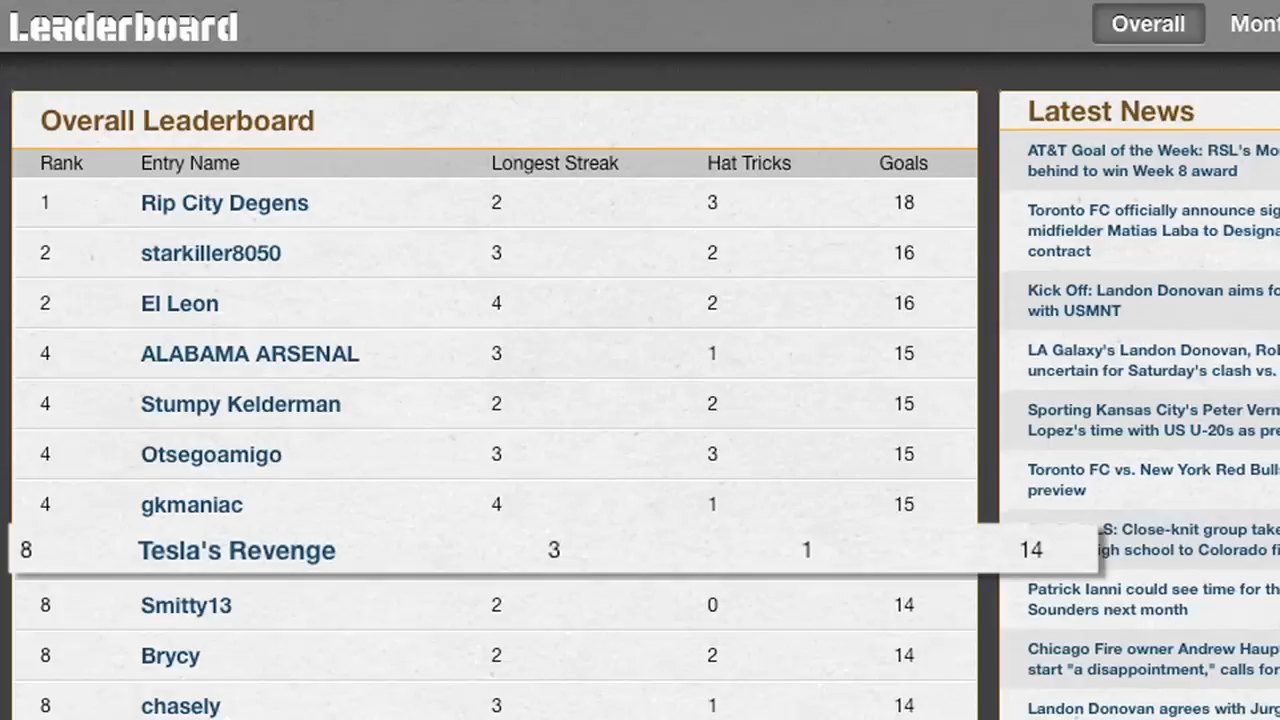 Leaderboard
Overall
Overall Leaderboard
Rank Entry Name Longest Streak Hat Tricks Goals
1 Rip City Degens 2 3 18
2 starkiller8050 3 2 16
2 El Leon 4 2 16
4 ALABAMA ARSENAL 3 1 15
4 Stumpy Kelderman 2 2 15
4 Otsegoamigo 3 3 15
4 gkmaniac 4 1 15
8 Tesla's Revenge 3 1 14
8 Smitty13 2 0 14
8 Brycy 2 2 14
8 chasely 3 1 14
Latest News
AT&T Goal of the Week: RSL's
behind to win Week 8 award
Toronto FC officially announce
midfielder Matias Laba to
contract
Kick Off: Landon Donovan aims
with USMNT
LA Galaxy's Landon Donovan,
uncertain for Saturday's clash vs.
Sporting Kansas City's Peter
Lopez's time with US U-20s as
Toronto FC vs. New York Red
preview
Close-knit group
school to Colorado
Patrick Ianni could see time for
Sounders next month
Chicago Fire owner Andrew
start "a disappointment," calls for
Landon Donovan agrees with